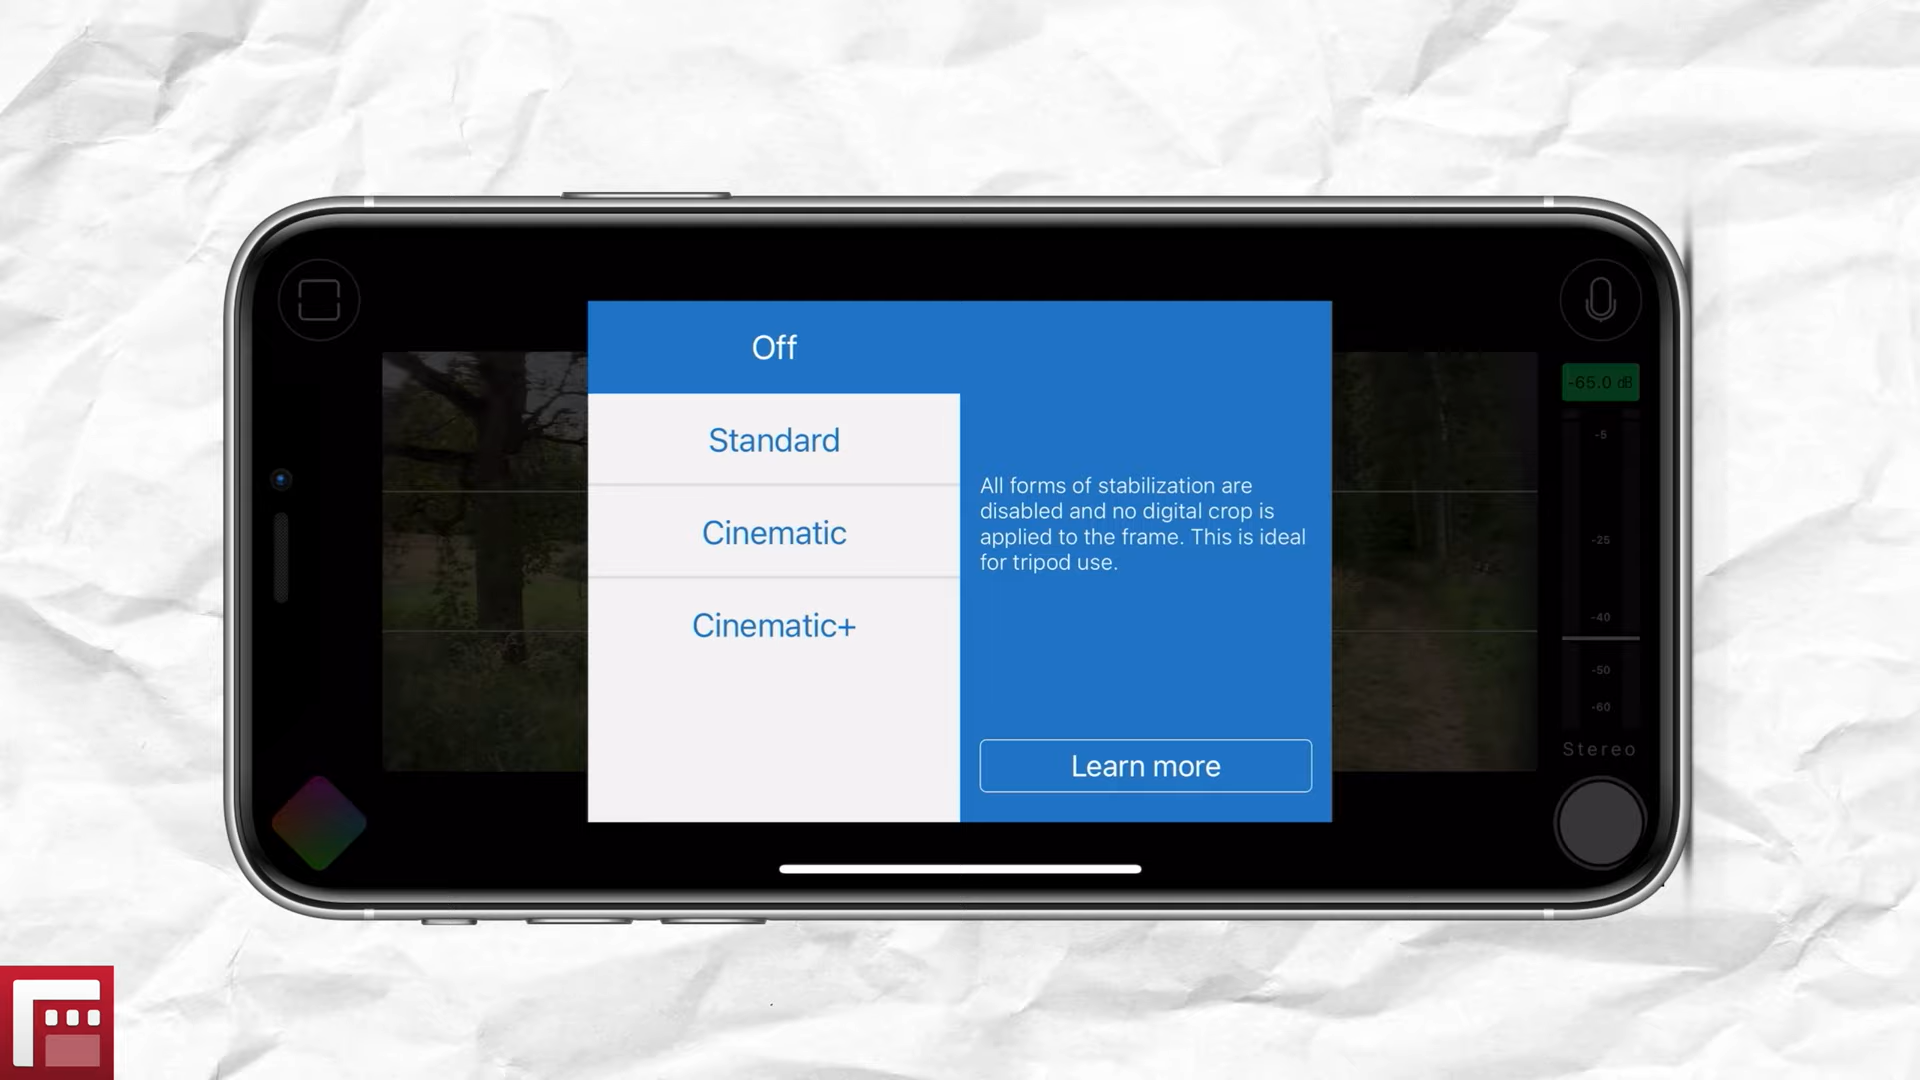 Off
Standard
Cinematic
Cinematic+
All forms of stabilization are
disabled and no digital crop is
applied to the frame. This is ideal
for tripod use.
Learn more
-65.0 dB
-5
-25
-40
-50
-60
Stereo